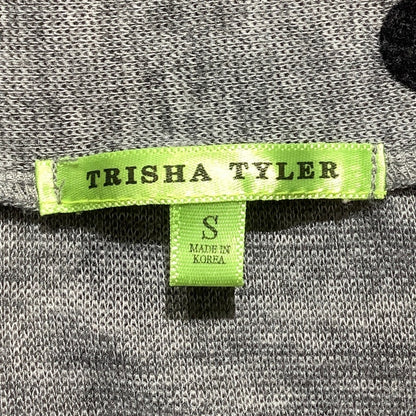 TRISHA TYLER
S
MADE IN
KOREA